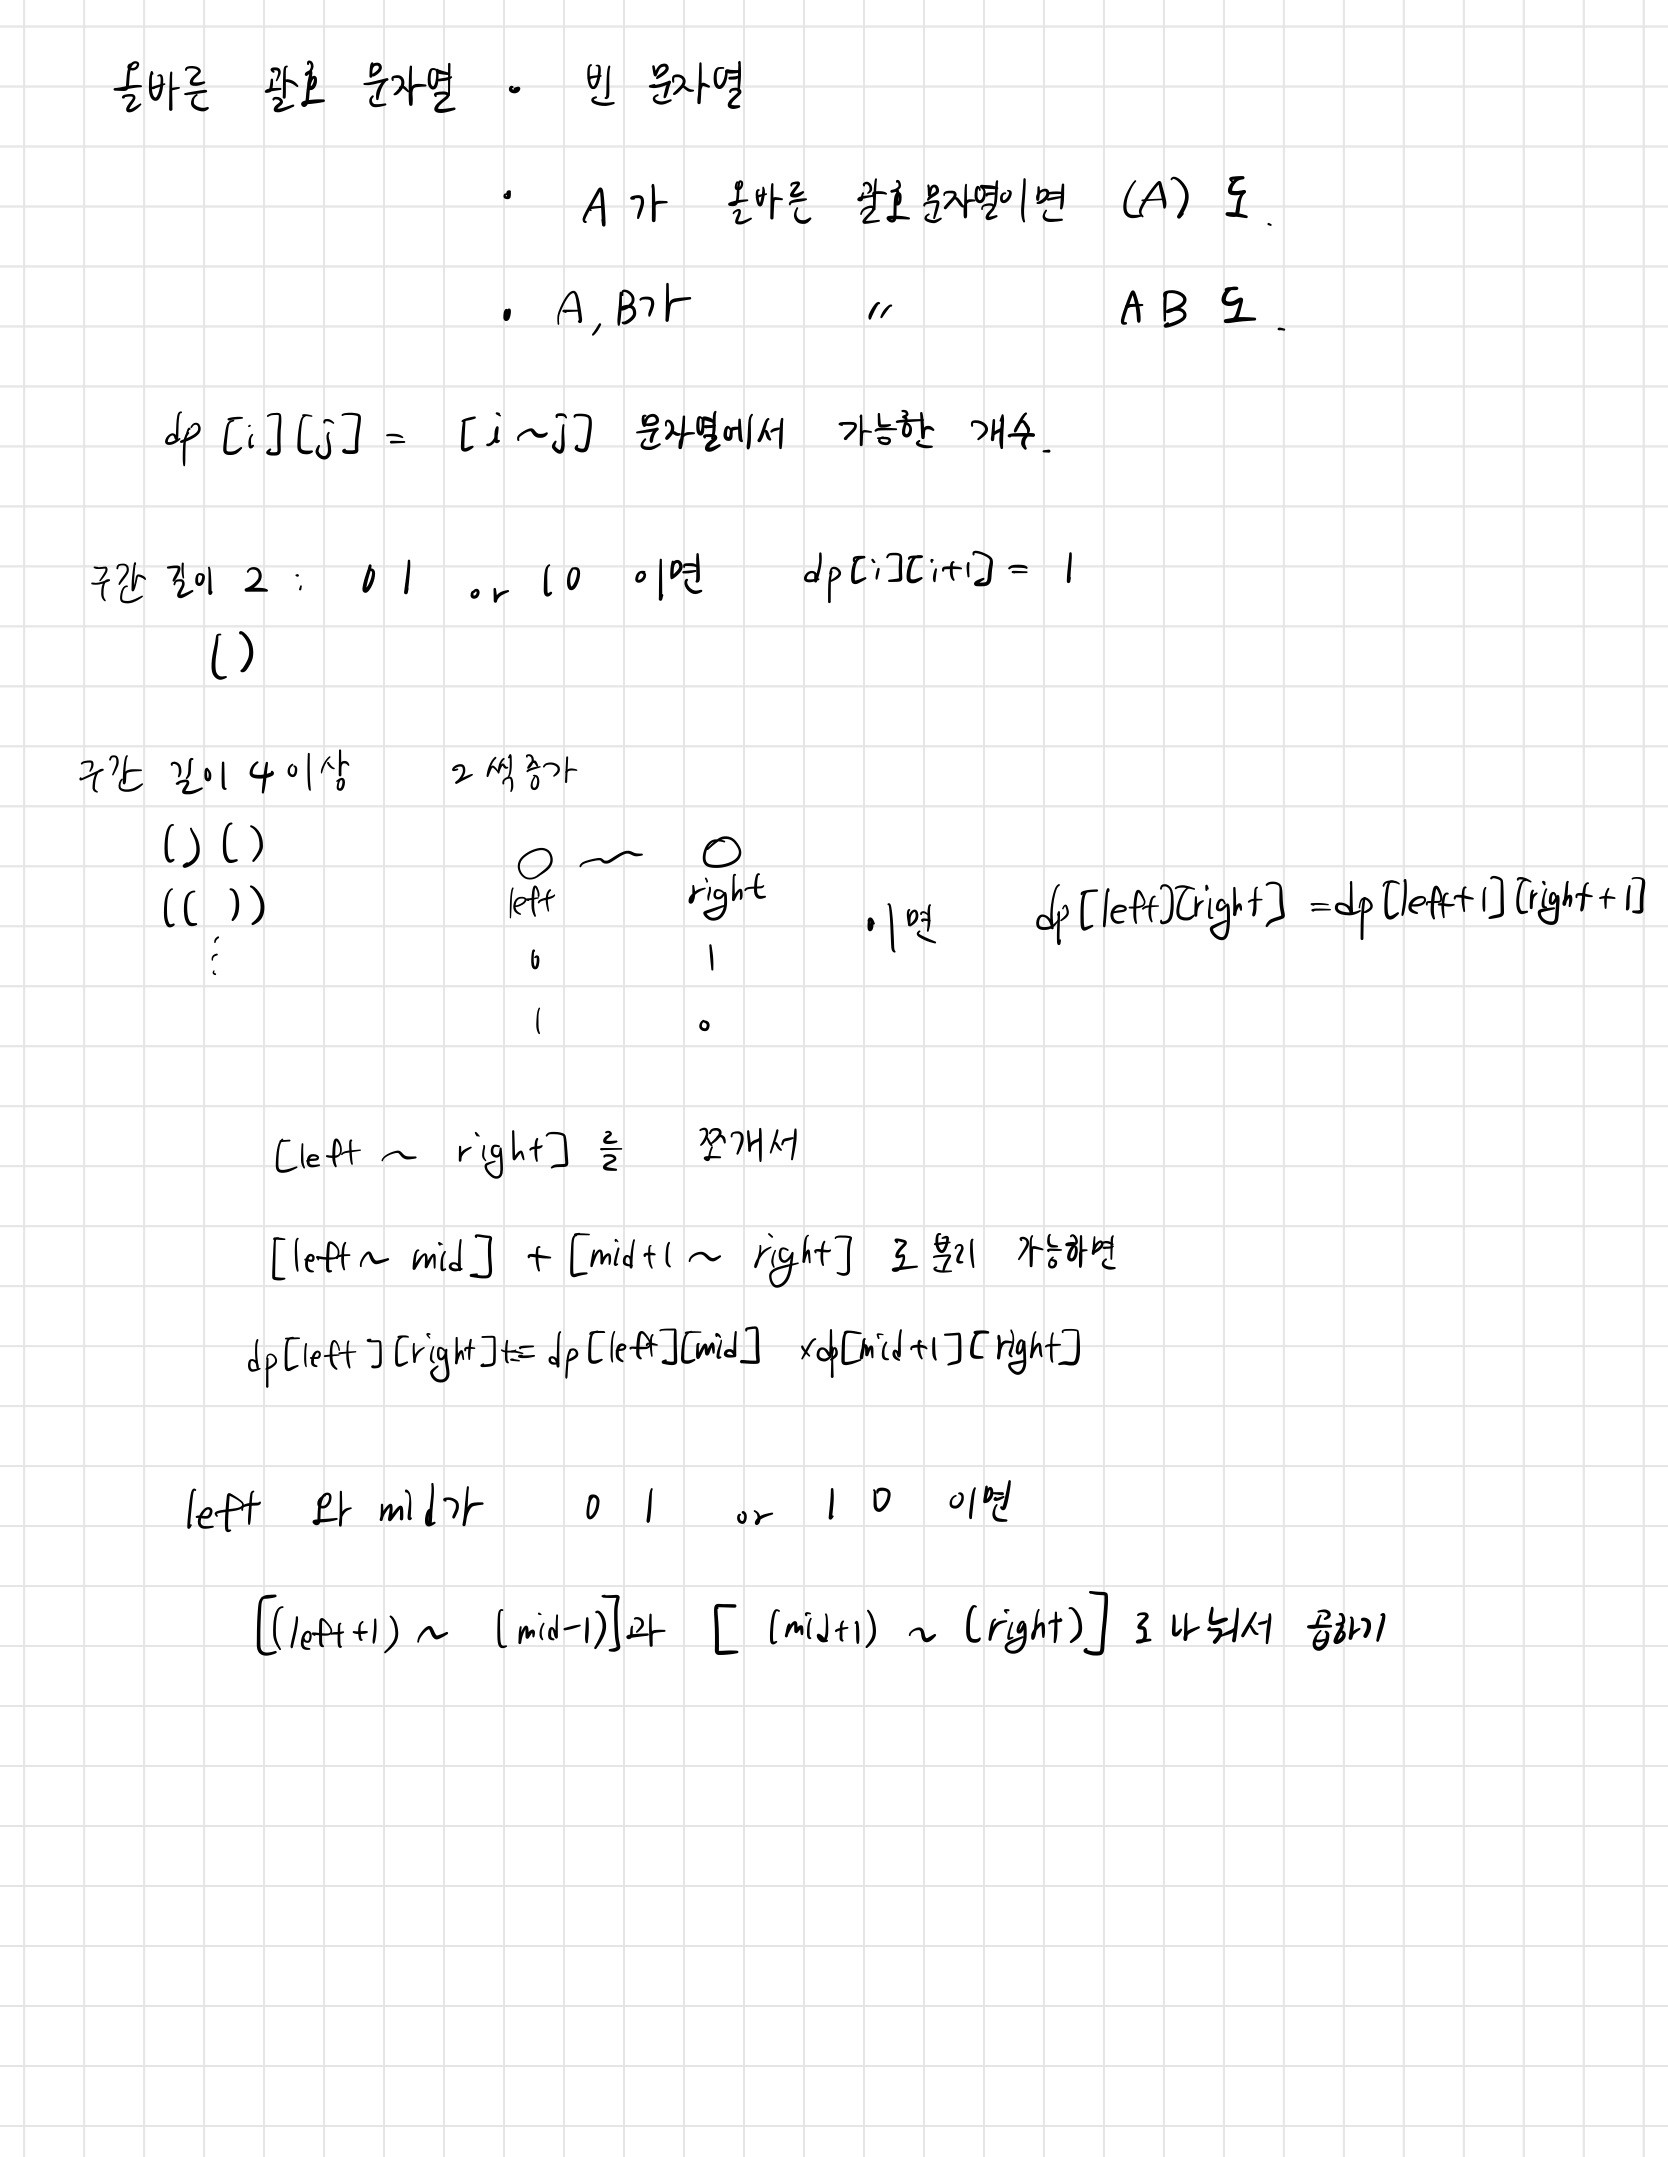 올바른 괄호 문자열 • 빈 문자열
• A가 올바른 괄호 문자열이면 (A) 도.
• A, B가 〃 AB 도.
dp[i][j] = [i ~ j] 문자열에서 가능한 개수.
구간 길이 2 : 0 1 or 1 0 이면 dp[i][i+1] = 1
( )
구간 길이 4 이상 2씩 증가
( ) ( )
(( ))
⋮
○ ~ ○
left right
이면 dp[left][right] = dp[left+1][right+1]
0 1
1 0
[left ~ right] 를 쪼개서
[left ~ mid] + [mid+1 ~ right] 로 분리 가능하면
dp[left][right] += dp[left][mid] × dp[mid+1][right]
left 와 mid가 0 1 or 1 0 이면
[(left+1) ~ (mid-1)]과 [(mid+1) ~ (right)]로 나눠서 곱하기